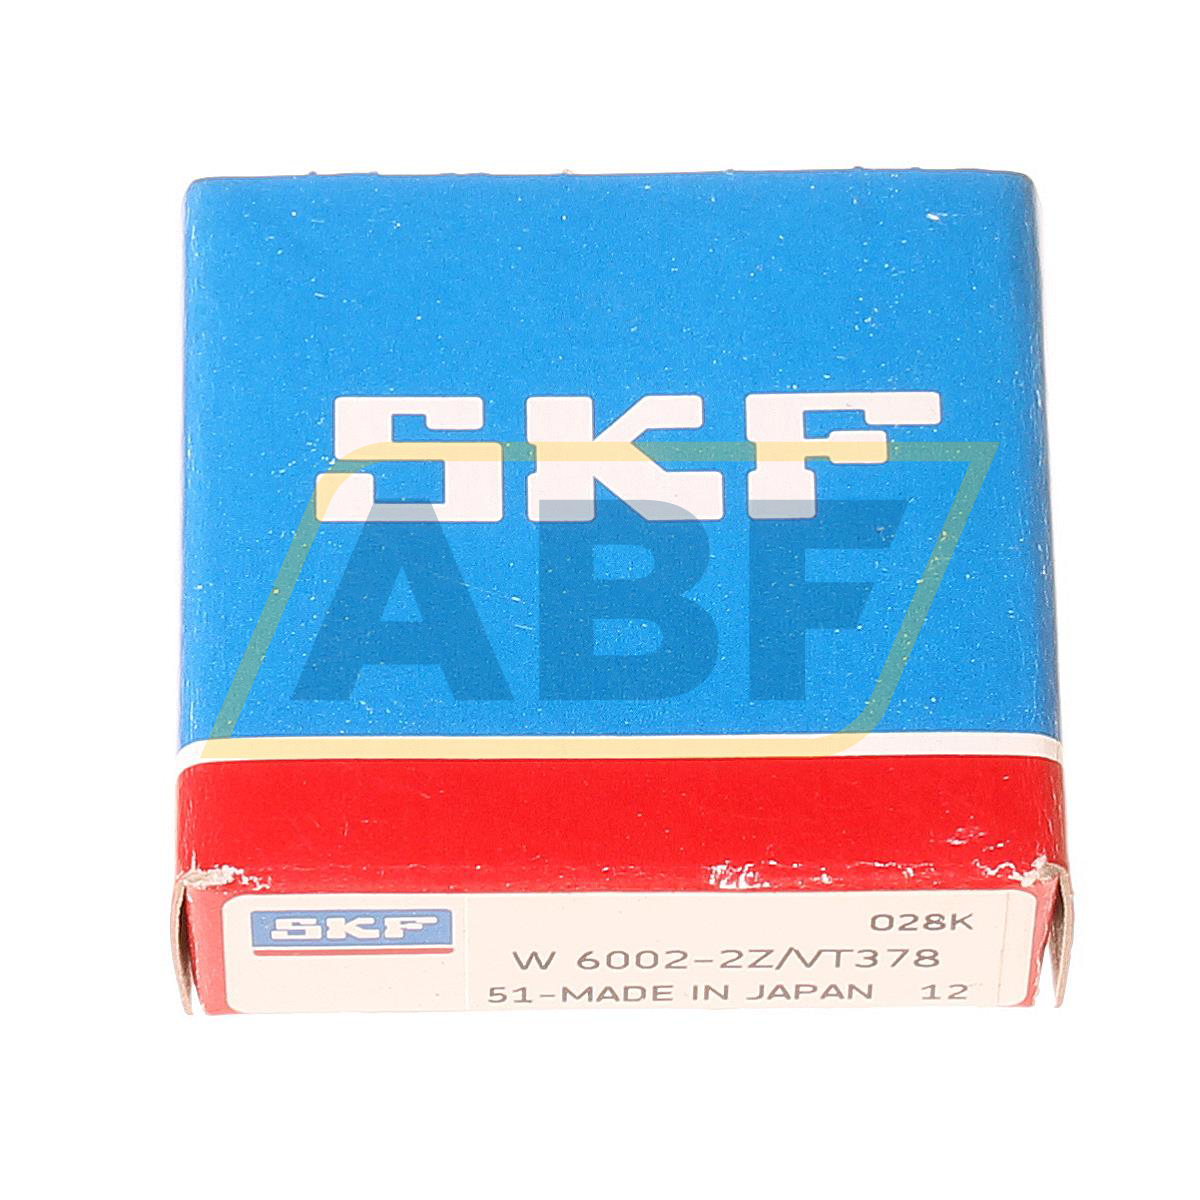 SKF
ABF
SKF
028K
W 6002-2Z/VT378
51-MADE IN JAPAN 12